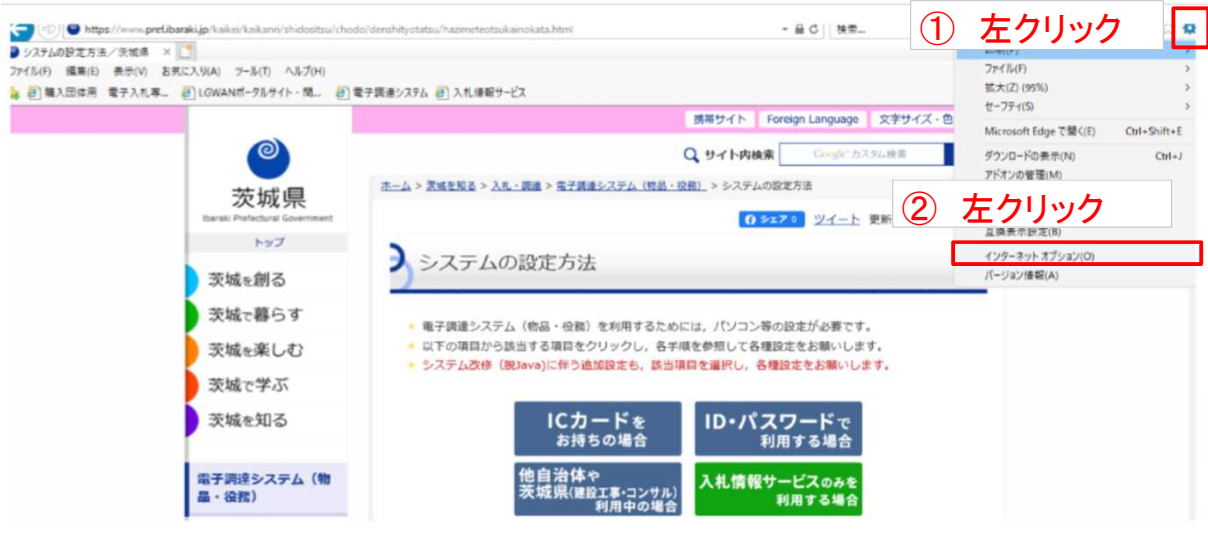 ① 左クリック
https://www.pref.ibaraki.jp/kaikei/kaikanri/shidositsu/chodo/denshityotatsu/hazimeteotsukainokata.html
検索...
システムの設定方法／茨城県
ファイル(F) 編集(E) 表示(V) お気に入り(A) ツール(T) ヘルプ(H)
購入団体用 電子入札専... LGWANポータルサイト・関... 電子調達システム 入札情報サービス
印刷(P)
ファイル(F)
拡大(Z) (95%)
セーフティ(S)
Microsoft Edge で開く(E) Ctrl+Shift+E
ダウンロードの表示(N) Ctrl+J
アドオンの管理(M)
② 左クリック
互換表示設定(B)
インターネット オプション(O)
バージョン情報(A)
携帯サイト Foreign Language 文字サイズ・色
サイト内検索 Google カスタム検索
茨城県
Ibaraki Prefectural Government
ホーム > 茨城を知る > 入札・調達 > 電子調達システム（物品・役務） > システムの設定方法
シェア 0 ツイート 更新
トップ
システムの設定方法
茨城を創る
茨城で暮らす
茨城を楽しむ
茨城で学ぶ
茨城を知る
電子調達システム（物品・役務）を利用するためには，パソコン等の設定が必要です。
以下の項目から該当する項目をクリックし，各手順を参照して各種設定をお願いします。
システム改修（脱Java)に伴う追加設定も，該当項目を選択し，各種設定をお願いします。
ICカードを
お持ちの場合
ID・パスワードで
利用する場合
他自治体や
茨城県(建設工事・コンサル)
利用中の場合
入札情報サービスのみを
利用する場合
電子調達システム（物
品・役務）